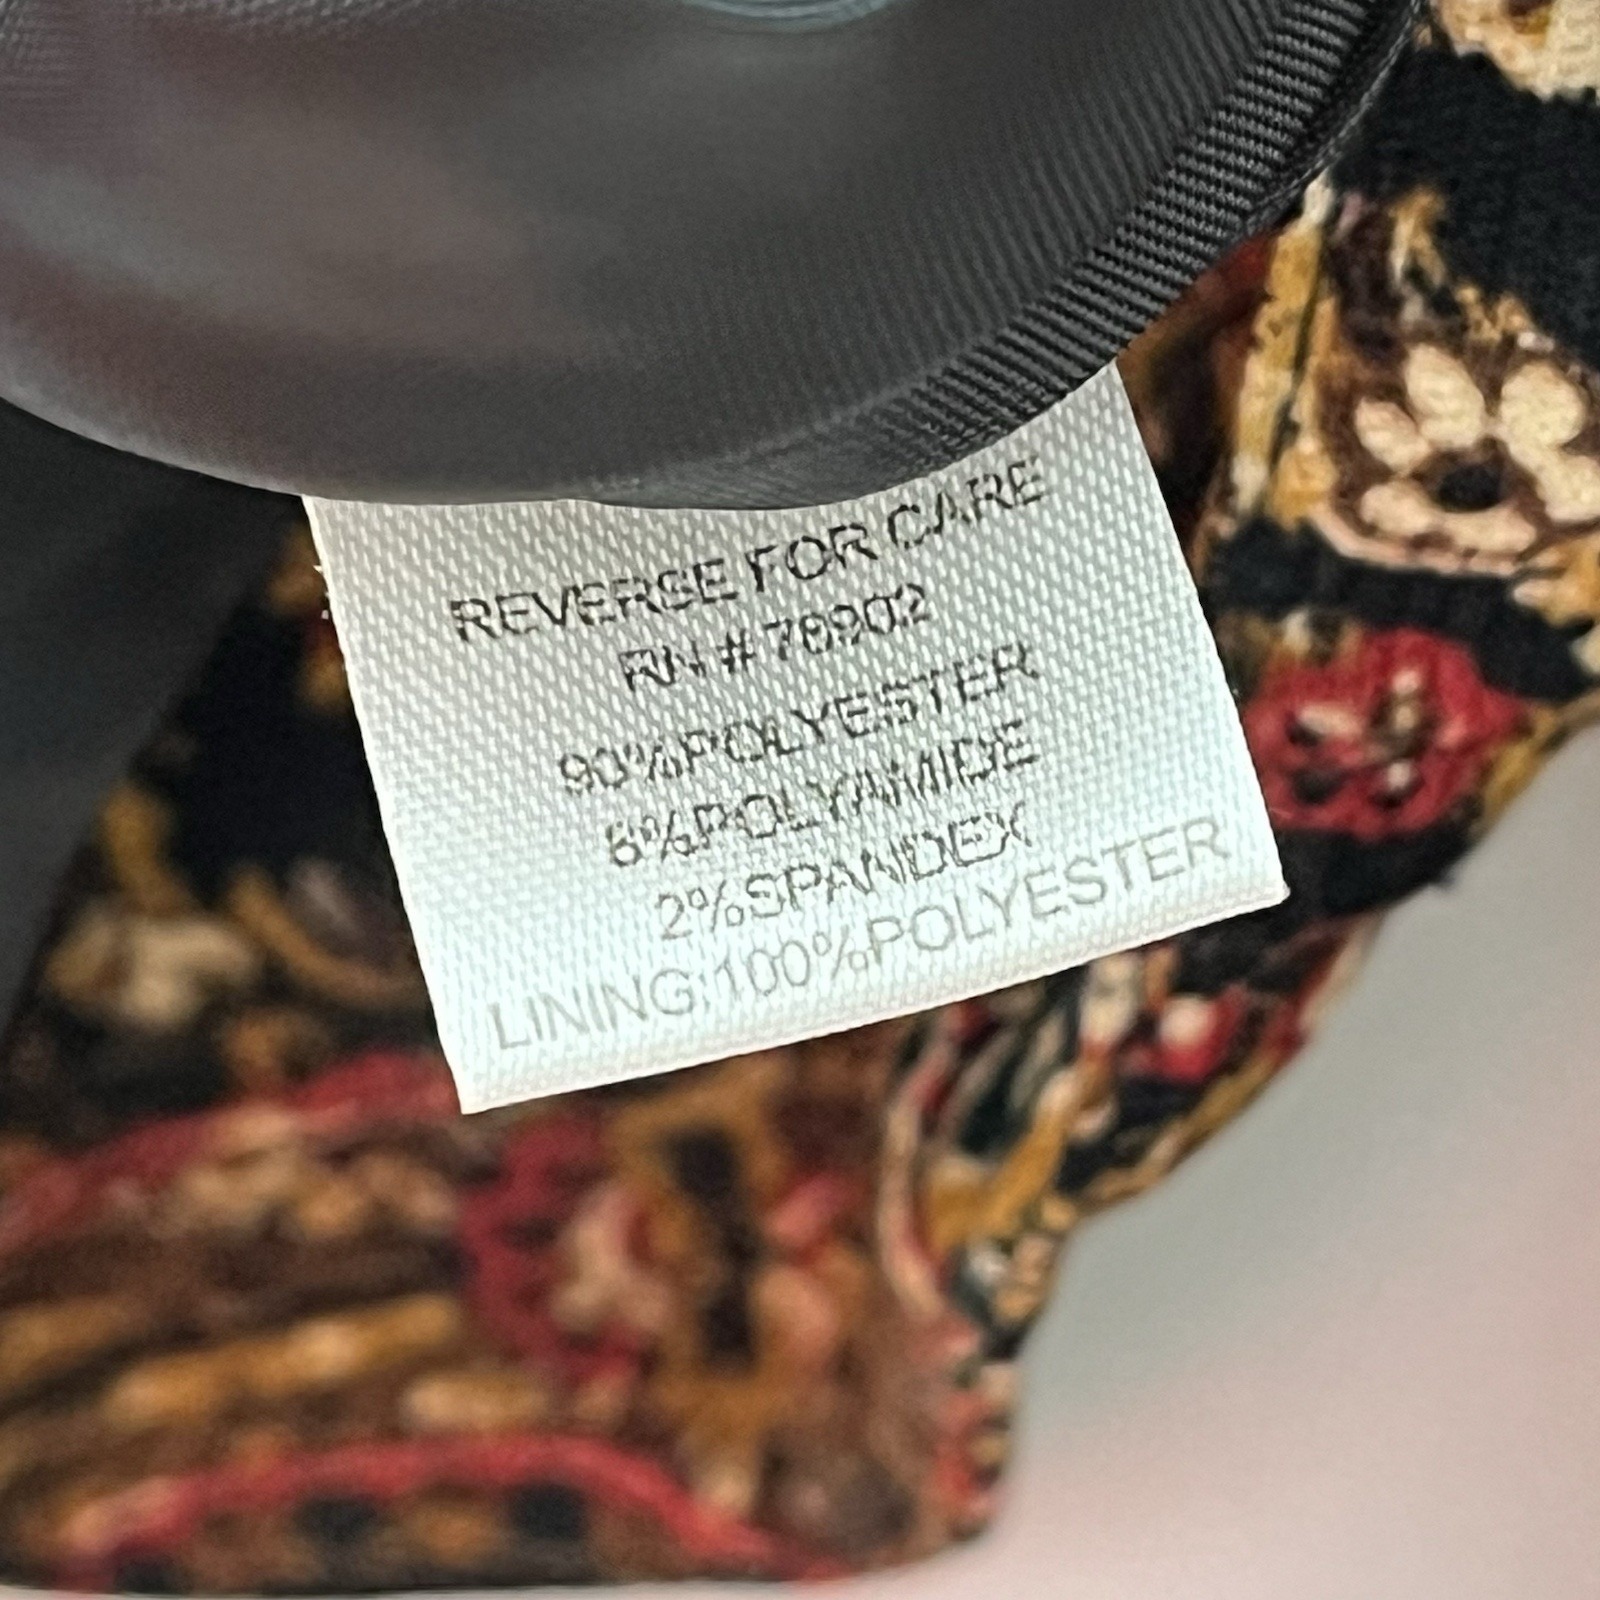 REVERSE FOR CARE
RN # 78902
90%POLYESTER
8%POLYAMIDE
2%SPANDEX
LINING:100%POLYESTER